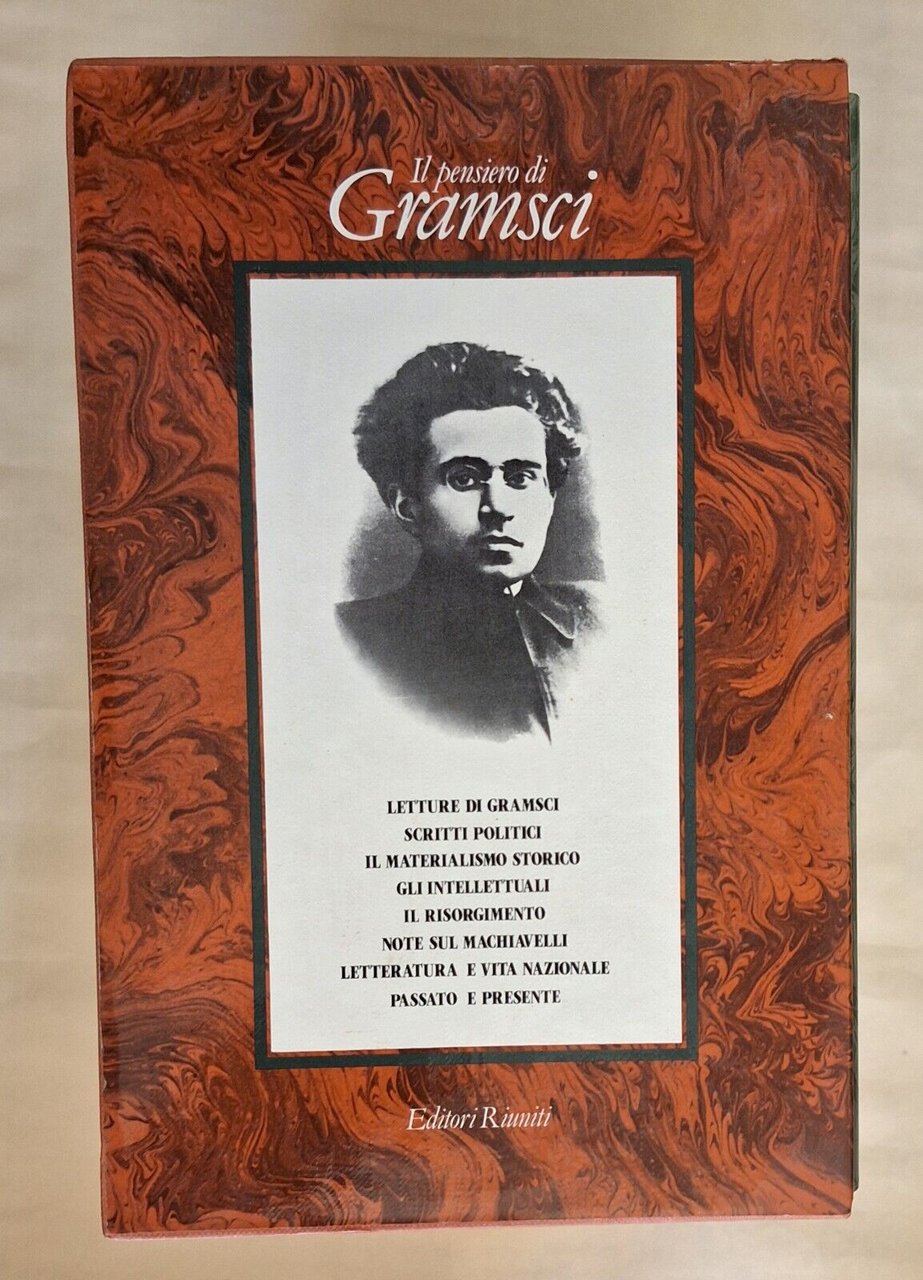 Il pensiero di
Gramsci
LETTURE DI GRAMSCI
SCRITTI POLITICI
IL MATERIALISMO STORICO
GLI INTELLETTUALI
IL RISORGIMENTO
NOTE SUL MACHIAVELLI
LETTERATURA E VITA NAZIONALE
PASSATO E PRESENTE
Editori Riuniti